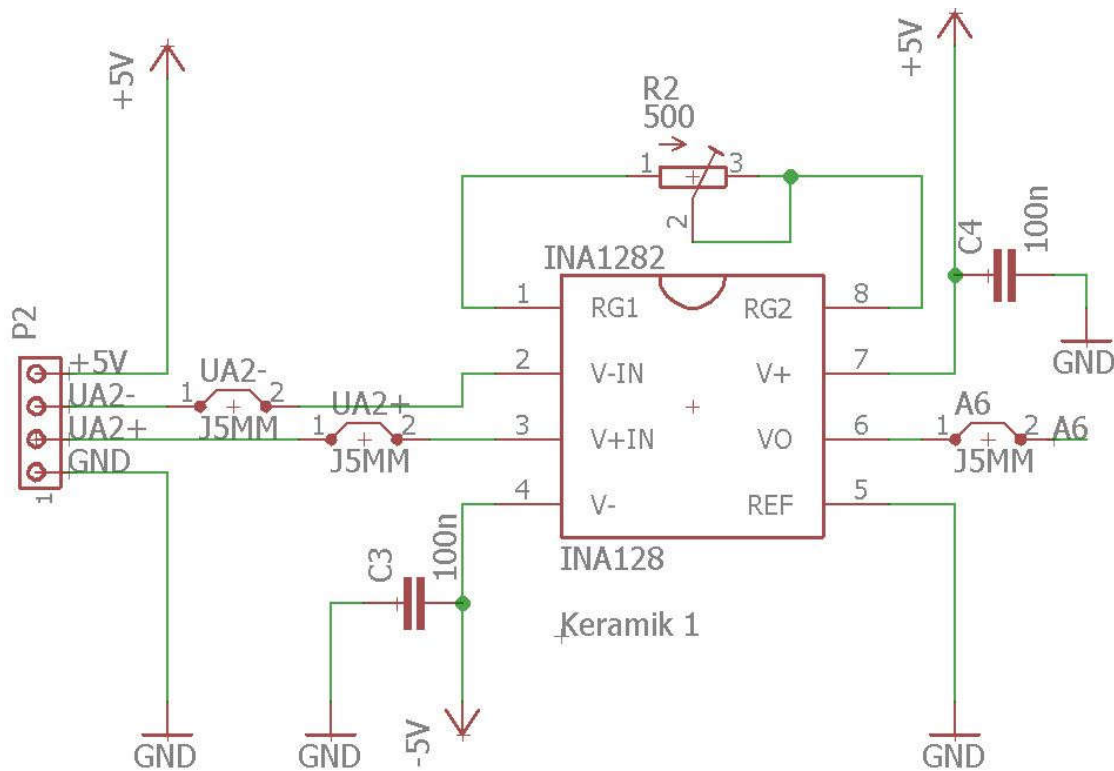 +5V
+5V
R2
500
1
3
2
C4
100n
GND
INA1282
1
RG1
RG2
8
2
V-IN
V+
7
3
V+IN
VO
6
4
V-
REF
5
INA128
P2
+5V
UA2-
UA2+
GND
1
UA2-
1
2
J5MM
UA2+
1
2
J5MM
A6
1
2
A6
J5MM
C3
100n
Keramik 1
GND
GND
-5V
GND